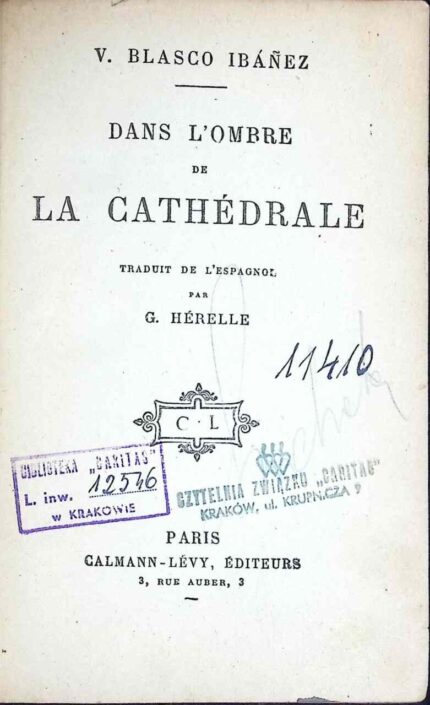 V. BLASCO IBÁÑEZ
DANS L'OMBRE
DE
LA CATHÉDRALE
TRADUIT DE L'ESPAGNOL
PAR
G. HÉRELLE
11410
C · L
BIBLIOTEKA „CARITAS"
L. inw. 12546
w KRAKOWIE
CZYTELNIA ZWIĄZKU „CARITAS"
KRAKÓW, ul. KRUPNICZA
PARIS
CALMANN-LÉVY, ÉDITEURS
3, RUE AUBER, 3